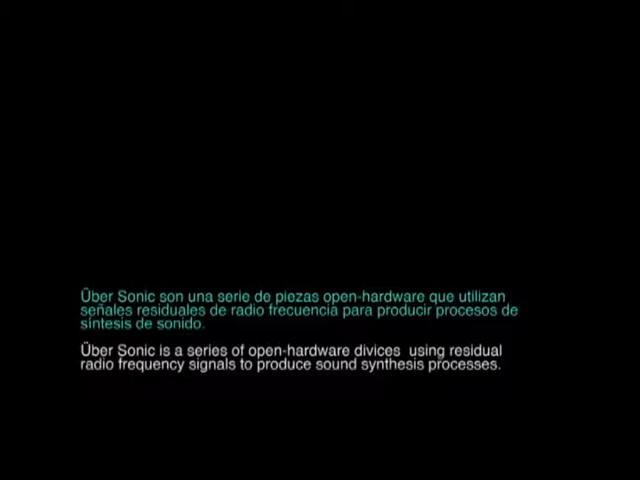 Über Sonic son una serie de piezas open-hardware que utilizan
señales residuales de radio frecuencia para producir procesos de
síntesis de sonido.
Über Sonic is a series of open-hardware divices using residual
radio frequency signals to produce sound synthesis processes.